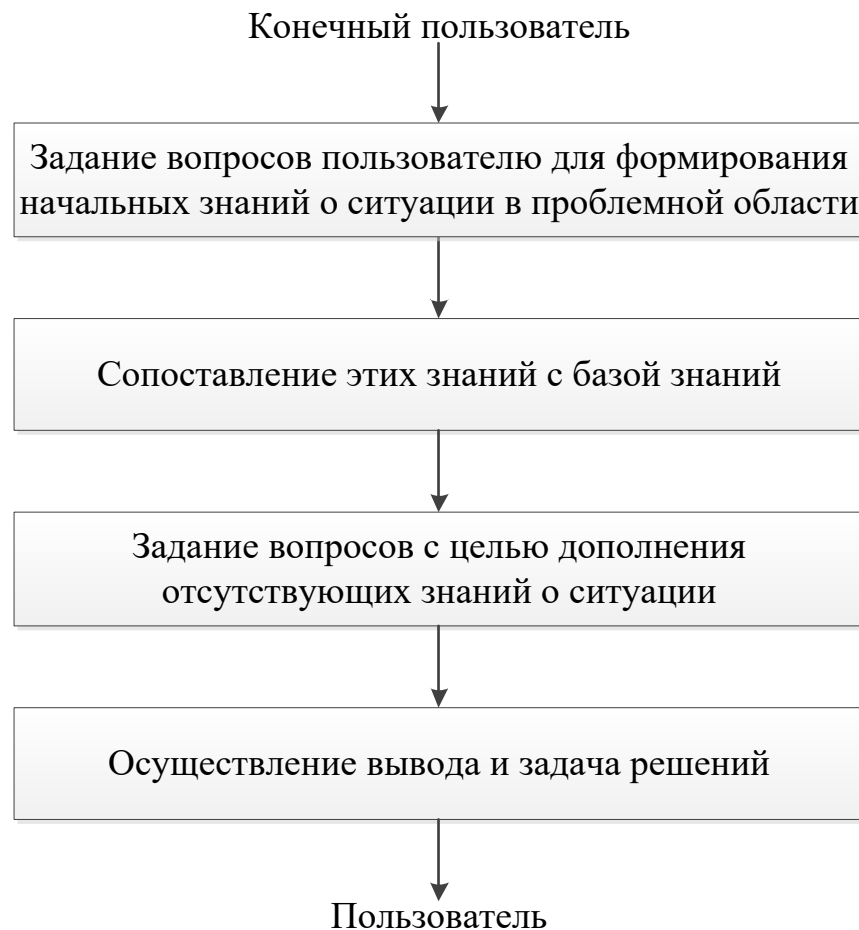 Конечный пользователь
Задание вопросов пользователю для формирования
начальных знаний о ситуации в проблемной области
Сопоставление этих знаний с базой знаний
Задание вопросов с целью дополнения
отсутствующих знаний о ситуации
Осуществление вывода и задача решений
Пользователь